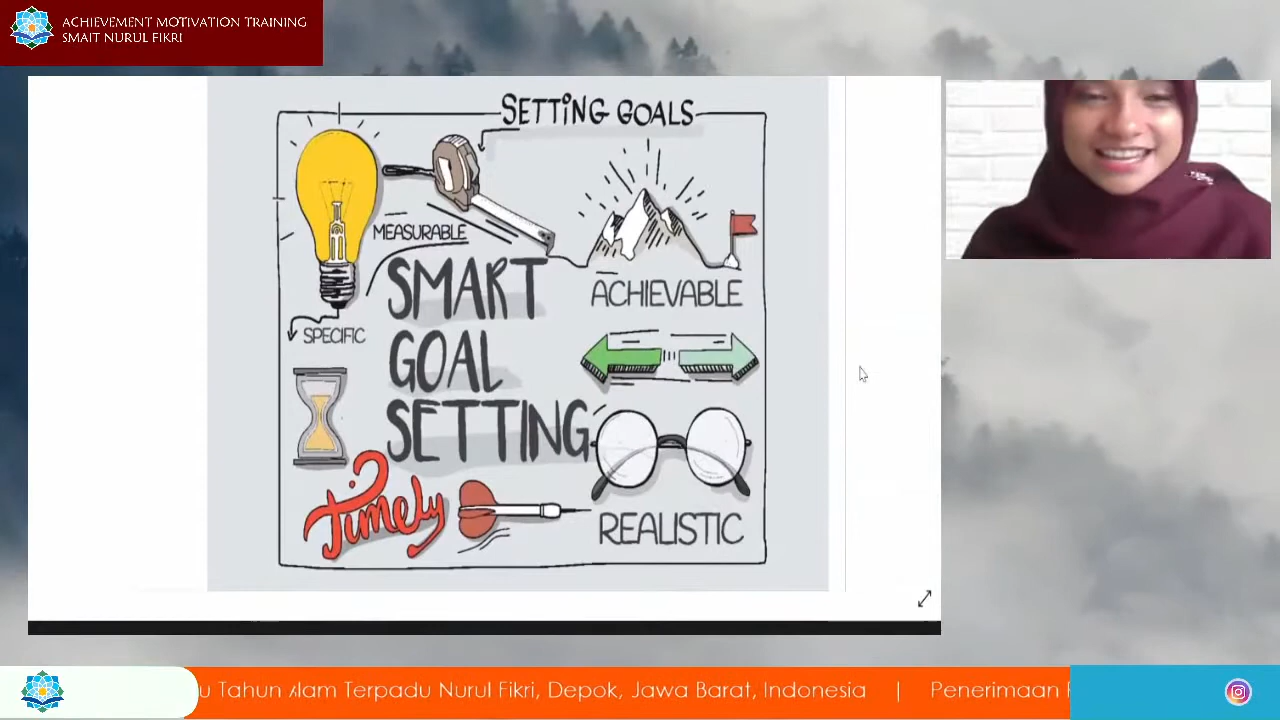 ACHIEVEMENT MOTIVATION TRAINING
SMAIT NURUL FIKRI
SETTING GOALS
MEASURABLE
SMART
GOAL
SETTING
SPECIFIC
ACHIEVABLE
Timely
REALISTIC
u Tahun
lam Terpadu Nurul Fikri, Depok, Jawa Barat, Indonesia | Penerimaan